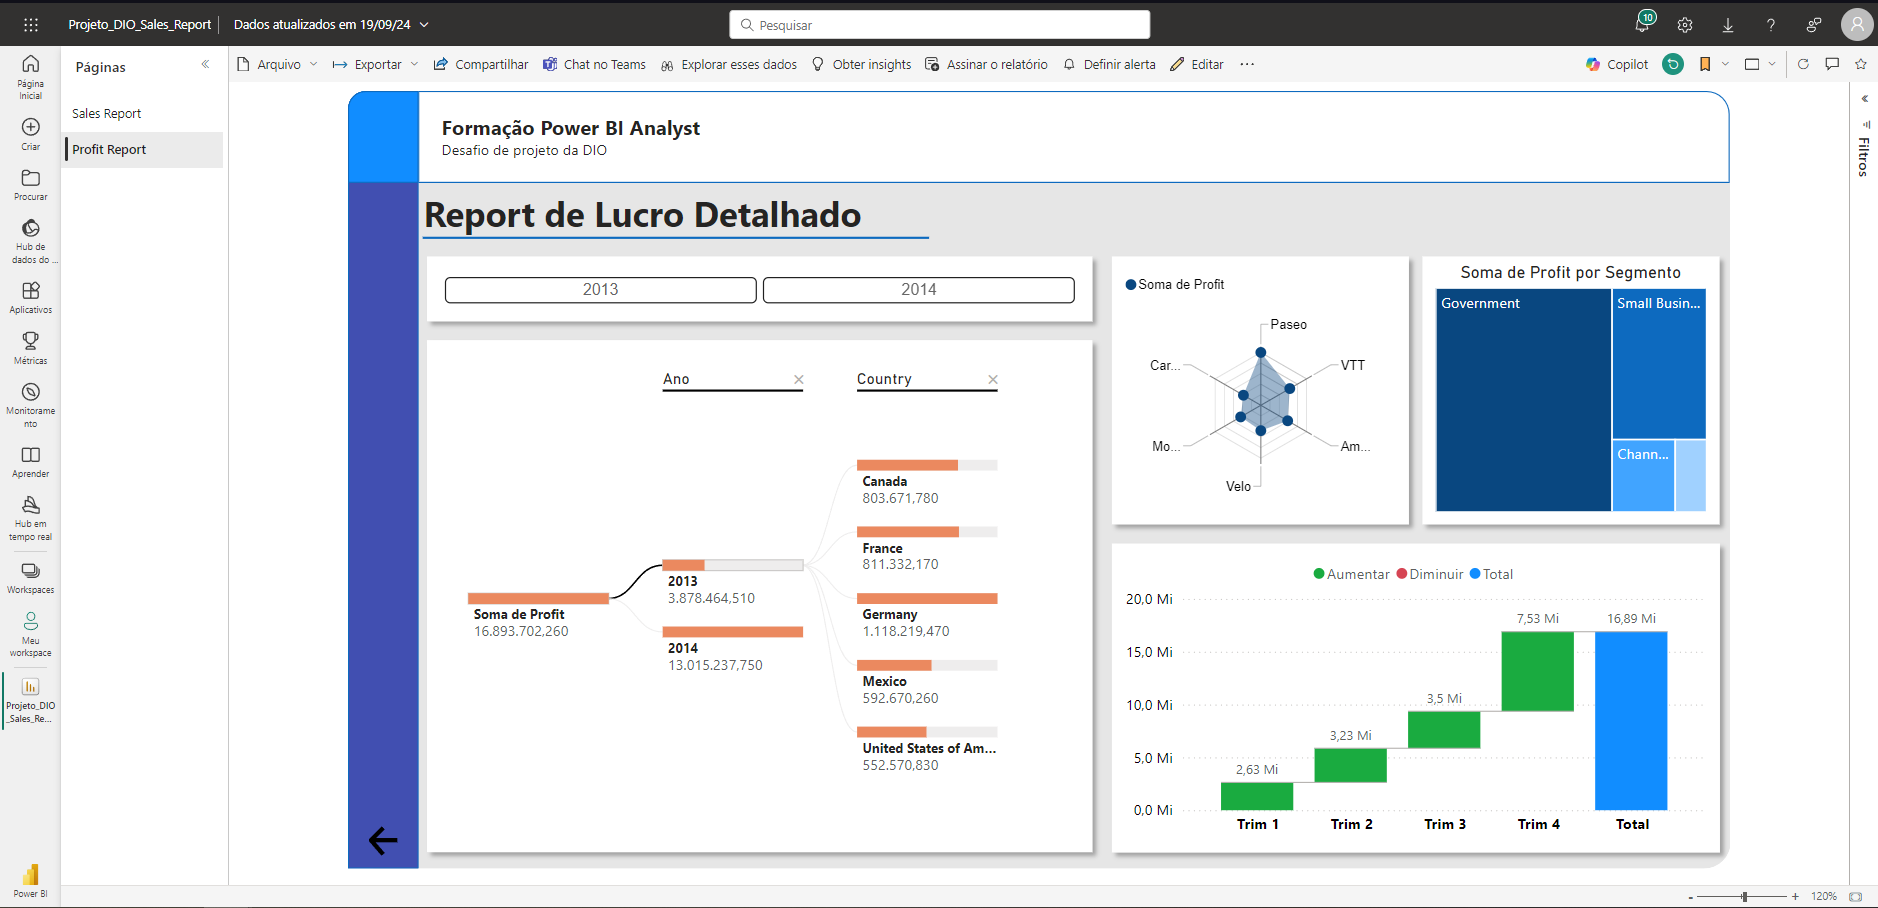 Projeto_DIO_Sales_Report
Dados atualizados em 19/09/24
Pesquisar
10
Página
Inicial
Criar
Procurar
Hub de
dados do ...
Aplicativos
Métricas
Monitorame
nto
Aprender
Hub em
tempo real
Workspaces
Meu
workspace
Projeto_DIO
_Sales_Re...
Power BI
Páginas
Sales Report
Profit Report
Arquivo
Exportar
Compartilhar
Chat no Teams
Explorar esses dados
Obter insights
Assinar o relatório
Definir alerta
Editar
Copilot
Filtros
Formação Power BI Analyst
Desafio de projeto da DIO
Report de Lucro Detalhado
2013
2014
Ano
Country
Soma de Profit
16.893.702,260
2013
3.878.464,510
2014
13.015.237,750
Canada
803.671,780
France
811.332,170
Germany
1.118.219,470
Mexico
592.670,260
United States of Am...
552.570,830
Soma de Profit
Paseo
VTT
Am...
Velo
Mo...
Car...
Soma de Profit por Segmento
Government
Small Busin...
Chann...
Aumentar
Diminuir
Total
20,0 Mi
15,0 Mi
10,0 Mi
5,0 Mi
0,0 Mi
2,63 Mi
3,23 Mi
3,5 Mi
7,53 Mi
16,89 Mi
Trim 1
Trim 2
Trim 3
Trim 4
Total
120%